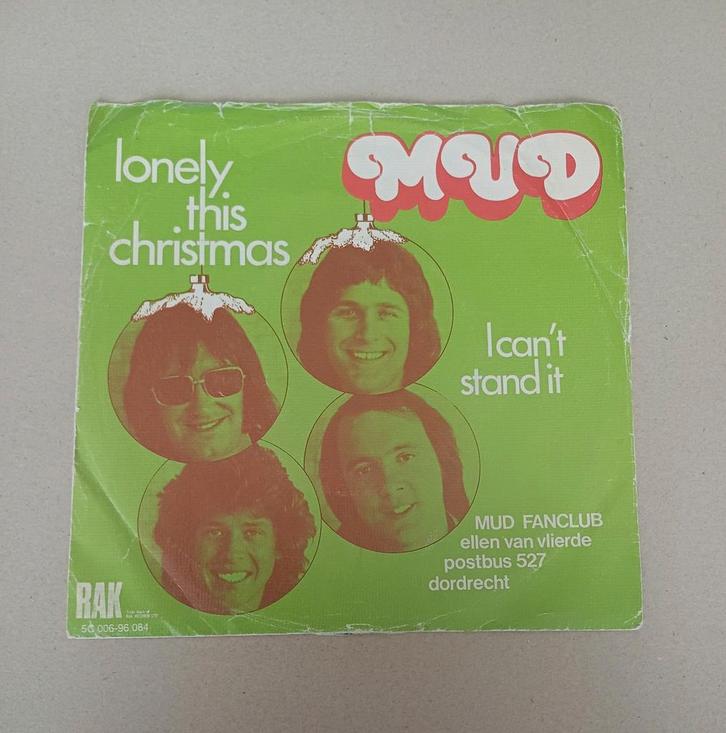 lonely
this
christmas
MUD
I can't
stand it
MUD FANCLUB
ellen van vlierde
postbus 527
dordrecht
RAK
5C 006-96 084